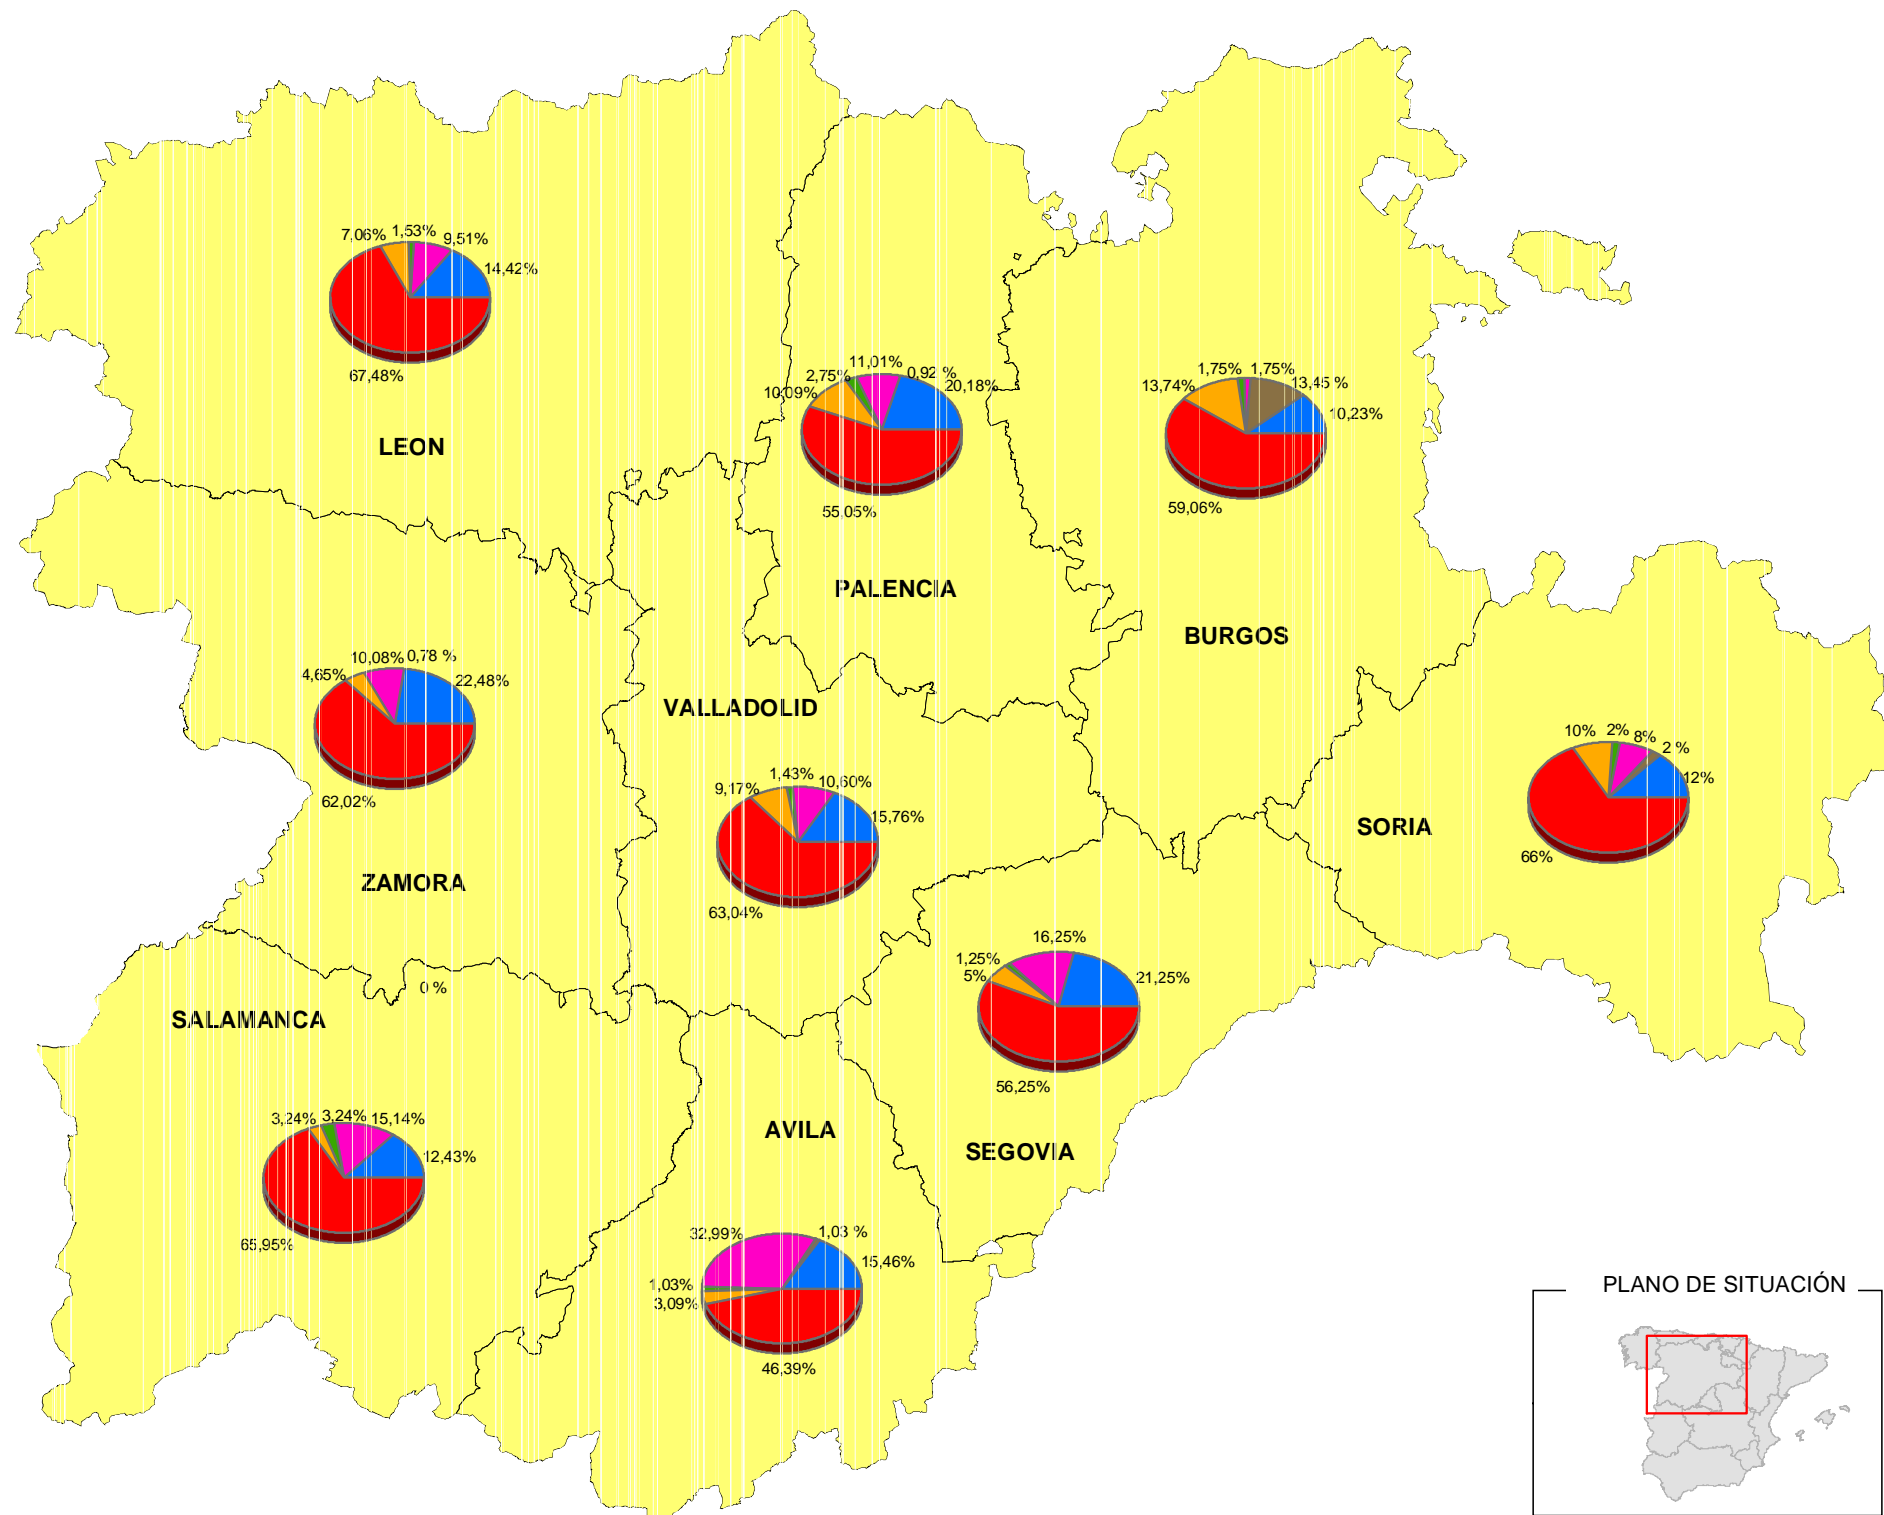 7,06% 1,53% 9,51%
14,42%
67,48%
LEON
2,75% 11,01% 0,92 % 20,18%
10,09%
55,05%
PALENCIA
13,74% 1,75% 1,75% 13,45 %
10,23%
59,06%
BURGOS
4,65% 10,08% 0,78 %
22,48%
62,02%
ZAMORA
VALLADOLID
9,17% 1,43% 10,60%
15,76%
63,04%
10% 2% 8% 2 %
12%
66%
SORIA
16,25%
1,25%
5%
21,25%
56,25%
SEGOVIA
0 %
SALAMANCA
3,24% 3,24% 15,14%
12,43%
65,95%
AVILA
32,99% 1,03 %
15,46%
1,03%
3,09%
46,39%
PLANO DE SITUACIÓN